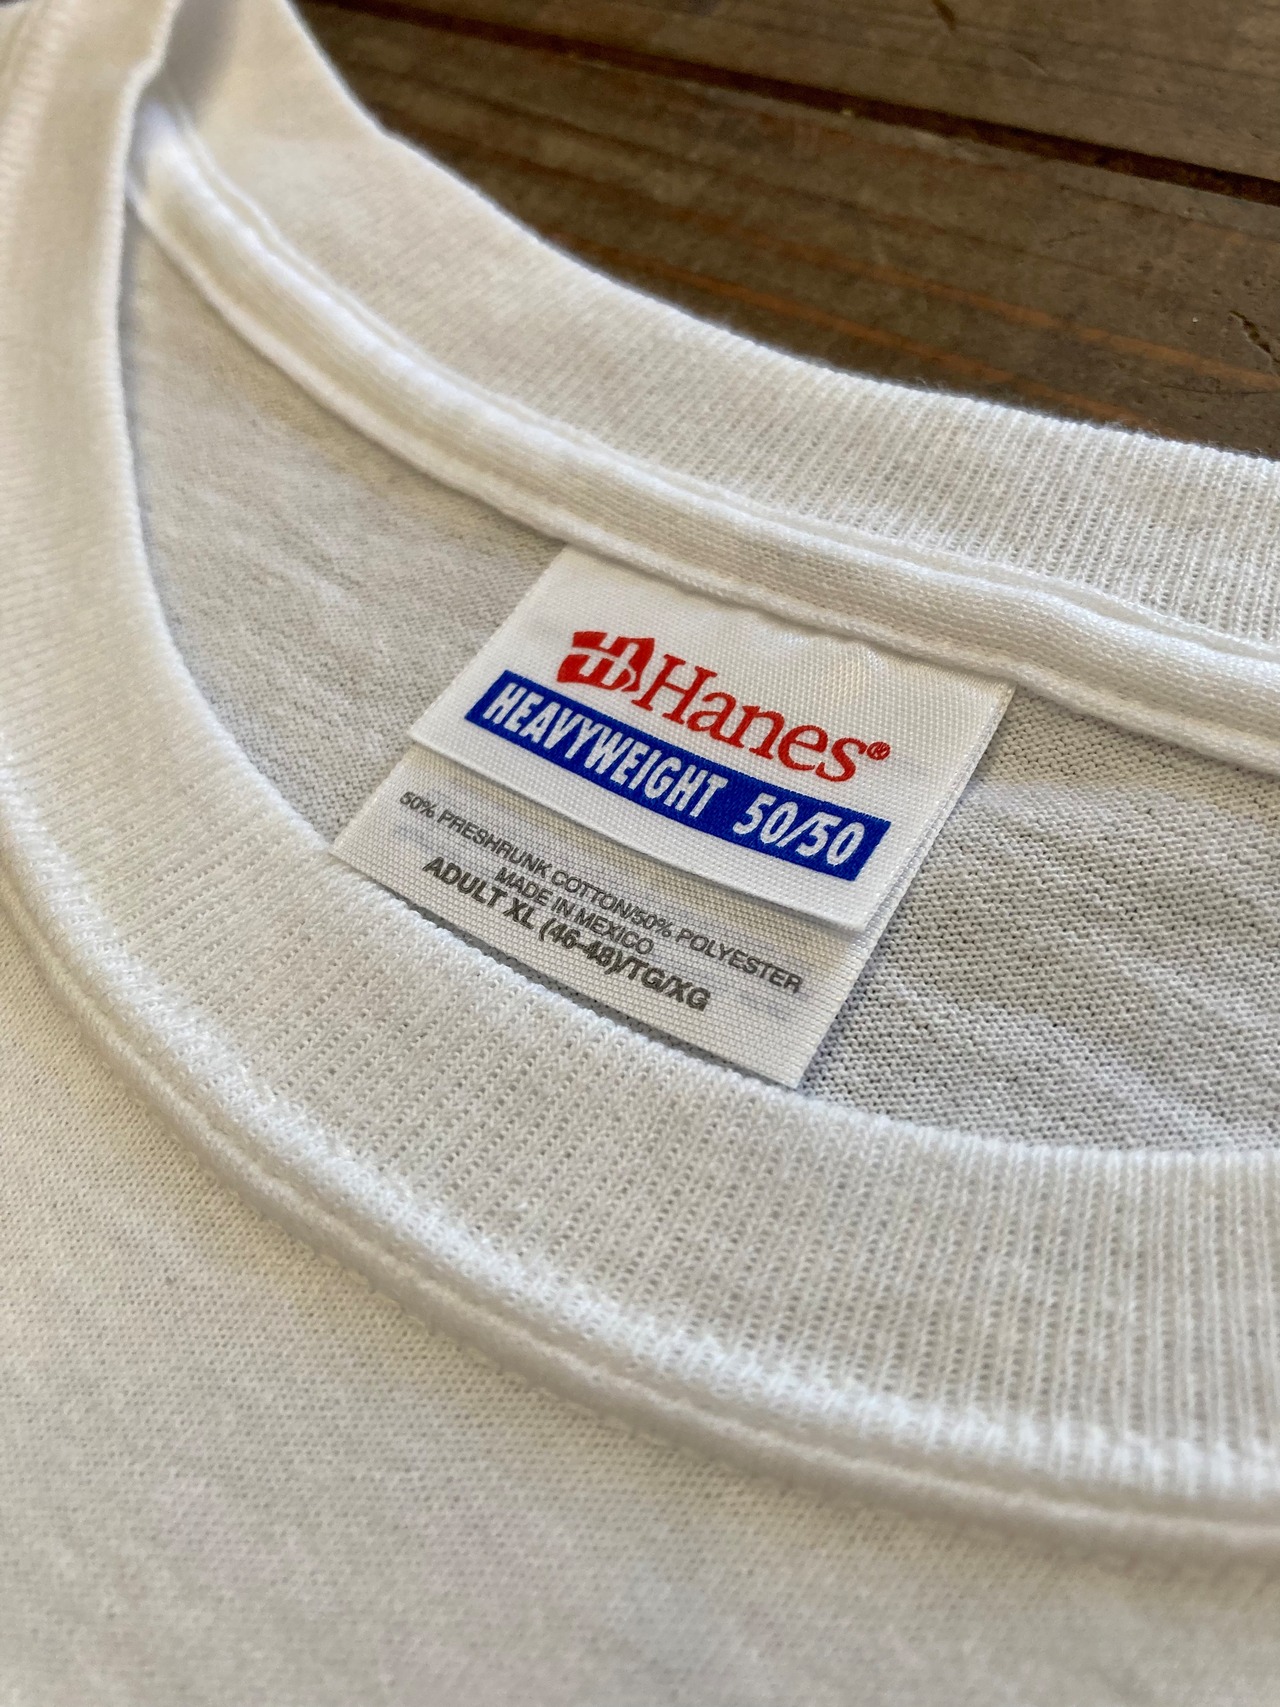 Hanes®
HEAVYWEIGHT 50/50
50% PRESHRUNK COTTON/50% POLYESTER
MADE IN MEXICO
ADULT XL (46-48)/TG/XG